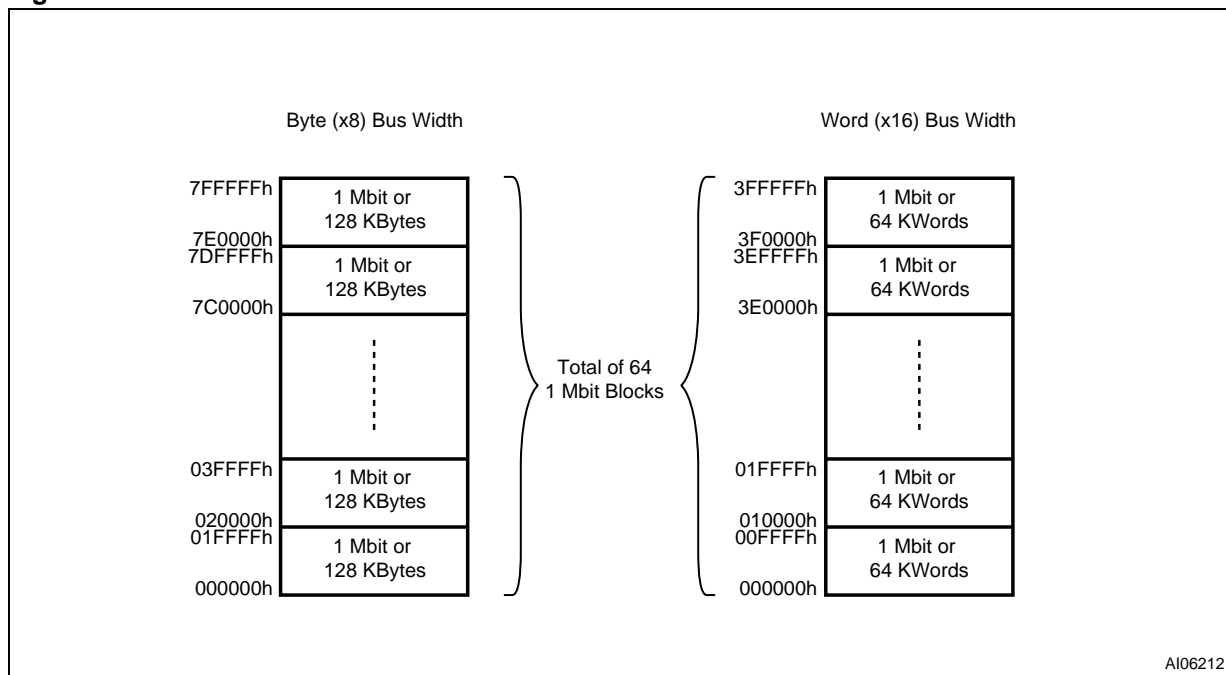 Byte (x8) Bus Width
7FFFFFh
1 Mbit or
128 KBytes
7E0000h
7DFFFFh
1 Mbit or
128 KBytes
7C0000h
03FFFFh
1 Mbit or
128 KBytes
020000h
01FFFFh
1 Mbit or
128 KBytes
000000h
Total of 64
1 Mbit Blocks
Word (x16) Bus Width
3FFFFFh
1 Mbit or
64 KWords
3F0000h
3EFFFFh
1 Mbit or
64 KWords
3E0000h
01FFFFh
1 Mbit or
64 KWords
010000h
00FFFFh
1 Mbit or
64 KWords
000000h
AI06212